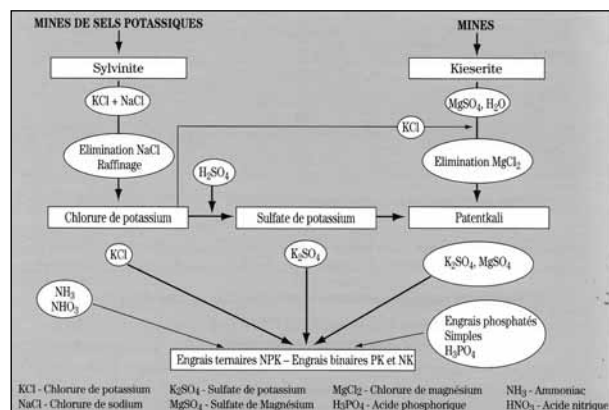 MINES DE SELS POTASSIQUES
MINES
Sylvinite
Kieserite
KCl + NaCl
MgSO₄, H₂O
KCl
Elimination NaCl
Raffinage
H₂SO₄
Elimination MgCl₂
Chlorure de potassium
Sulfate de potassium
Patentkali
KCl
K₂SO₄
K₂SO₄, MgSO₄
NH₃
NHO₃
Engrais phosphatés
Simples
H₃PO₄
Engrais ternaires NPK – Engrais binaires PK et NK
KCl - Chlorure de potassium
K₂SO₄ - Sulfate de potassium
MgCl₂ - Chlorure de magnésium
NH₃ - Ammoniac
NaCl - Chlorure de sodium
MgSO₄ - Sulfate de Magnésium
H₃PO₄ - Acide phosphorique
HNO₃ - Acide nitrique